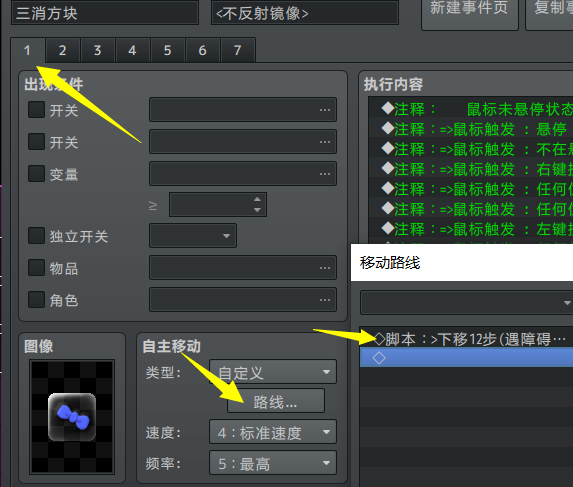 三消方块
<不反射镜像>
新建事件页
复制事
1 2 3 4 5 6 7
出现条件
开关 ...
开关 ...
变量 ...
≥
独立开关
物品 ...
角色 ...
图像
自主移动
类型: 自定义
路线...
速度: 4:标准速度
频率: 5:最高
执行内容
◆注释: 鼠标未悬停状态
◆注释:=>鼠标触发 : 悬停
◆注释:=>鼠标触发 : 不在悬
◆注释:=>鼠标触发 : 右键按
◆注释:=>鼠标触发 : 任何
◆注释:=>鼠标触发 : 任何
◆注释:=>鼠标触发 : 左键按
移动路线
◇脚本:>下移12步(遇障碍...
◇